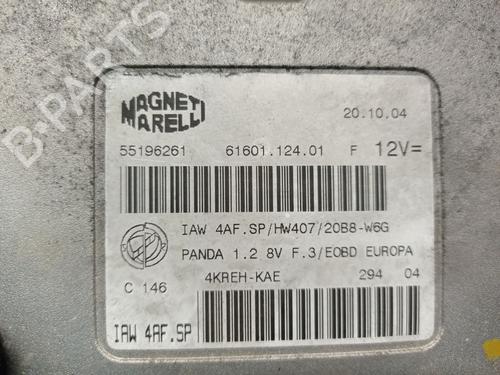 B-PARTS
MAGNETI
MARELLI
20.10.04
55196261 61601.124.01 F 12V=
IAW 4AF.SP/HW407/20B8-W6G
PANDA 1.2 8V F.3/EOBD EUROPA
4KREH-KAE 294 04
C 146
IAW 4AF.SP